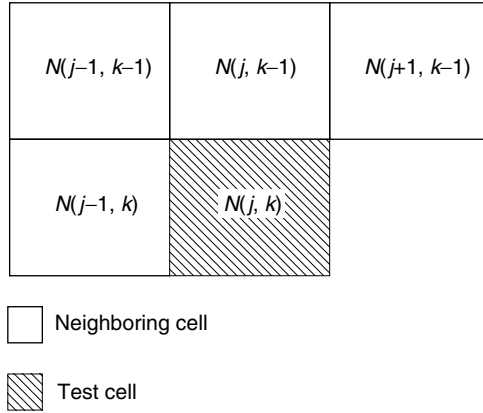 N(j−1, k−1) N(j, k−1) N(j+1, k−1)
N(j−1, k) N(j, k)
Neighboring cell
Test cell